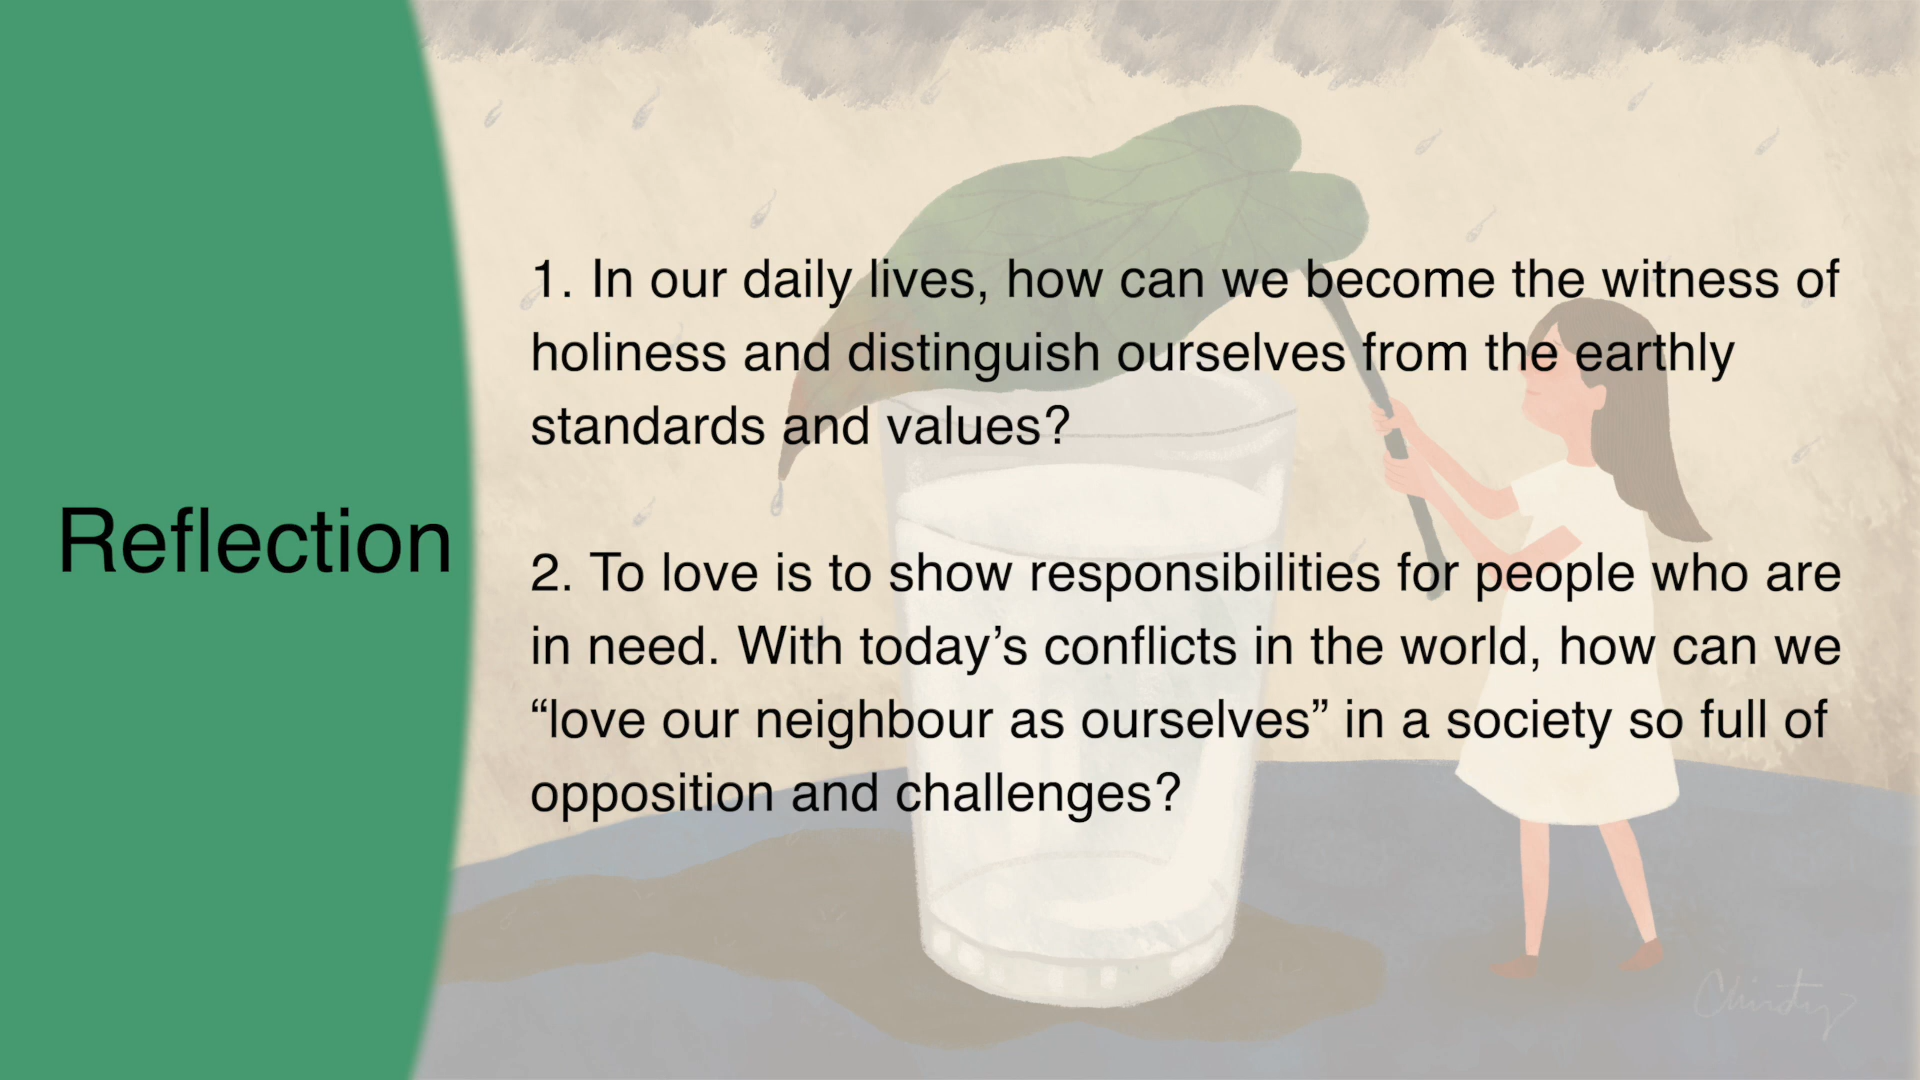 Reflection
1. In our daily lives, how can we become the witness of
holiness and distinguish ourselves from the earthly
standards and values?
2. To love is to show responsibilities for people who are
in need. With today’s conflicts in the world, how can we
“love our neighbour as ourselves” in a society so full of
opposition and challenges?